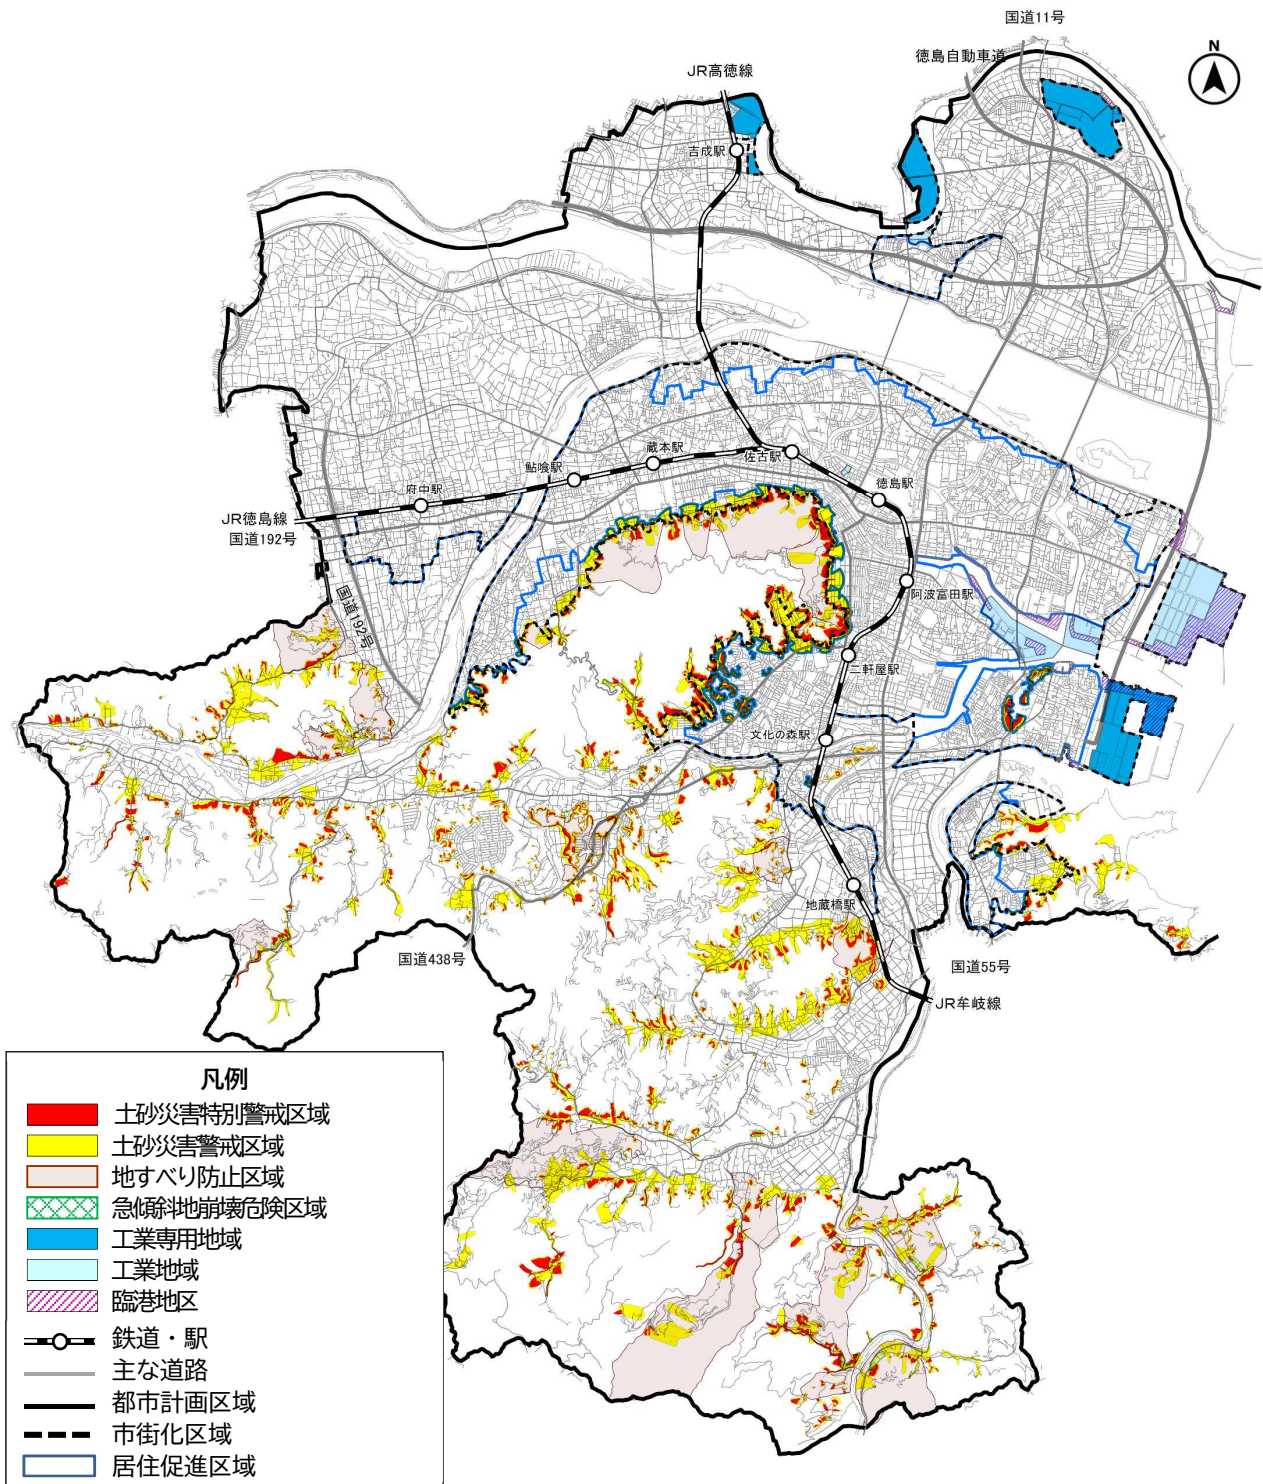 国道11号
徳島自動車道
N
JR高徳線
吉成駅
蔵本駅
佐古駅
鮎喰駅
徳島駅
府中駅
JR徳島線
国道192号
阿波富田駅
国道192号
二軒屋駅
文化の森駅
地蔵橋駅
国道438号
国道55号
JR牟岐線
凡例
土砂災害特別警戒区域
土砂災害警戒区域
地すべり防止区域
急傾斜地崩壊危険区域
工業専用地域
工業地域
臨港地区
鉄道・駅
主な道路
都市計画区域
市街化区域
居住促進区域